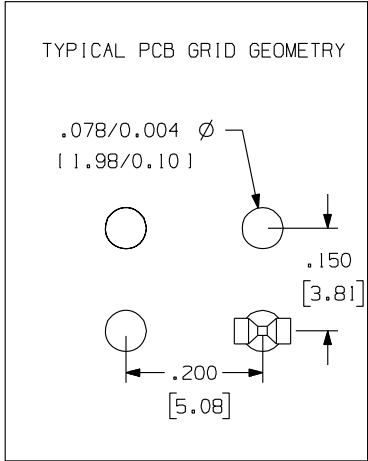 TYPICAL PCB GRID GEOMETRY
.078/0.004 Ø
[1.98/0.10]
.150
[3.81]
.200
[5.08]